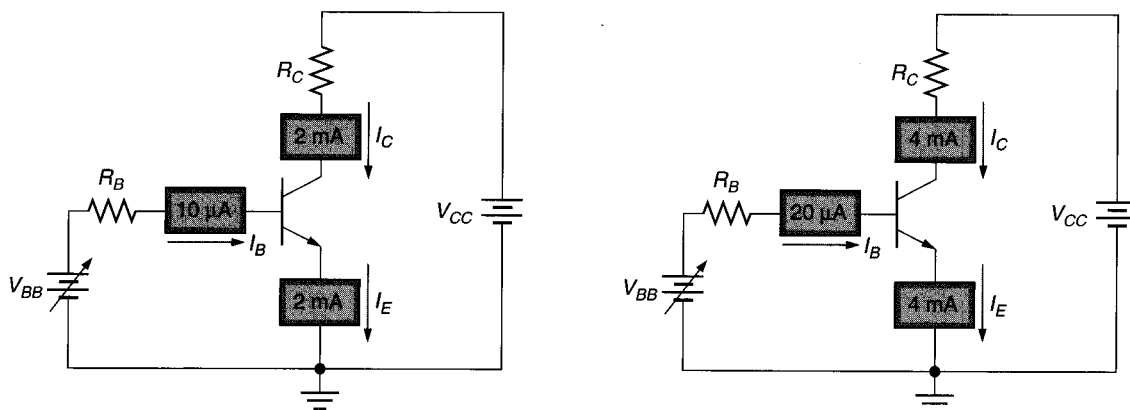 R_C
2 mA
I_C
R_B
10 μA
I_B
V_CC
V_BB
2 mA
I_E
R_C
4 mA
I_C
R_B
20 μA
I_B
V_CC
V_BB
4 mA
I_E